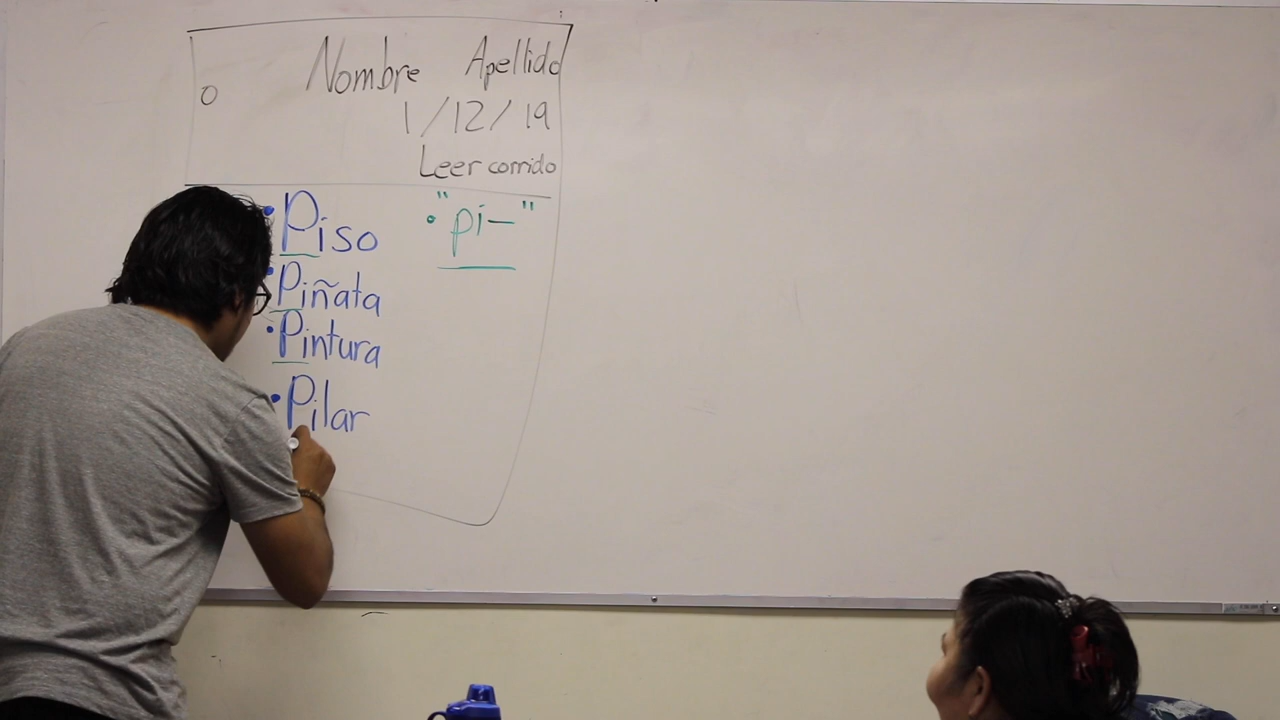 Nombre Apellido
1/12/19
Leer corrido
• Piso
• "pi—"
• Piñata
• Pintura
• Pilar